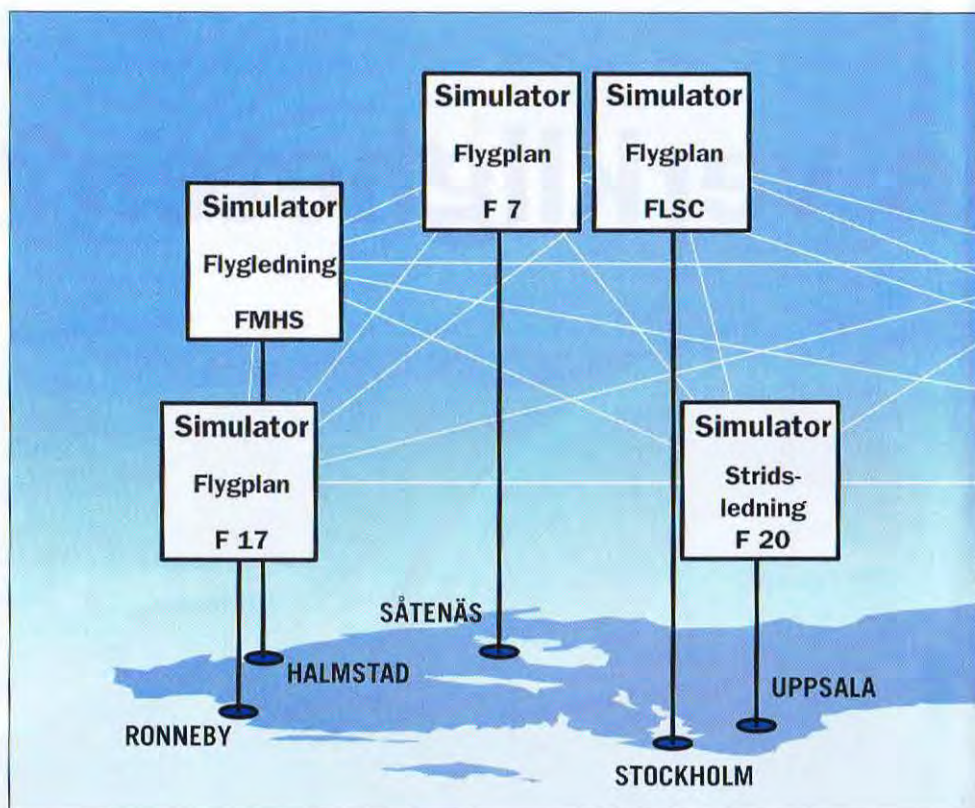 Simulator
Flygplan
F 7
Simulator
Flygplan
FLSC
Simulator
Flygledning
FMHS
Simulator
Flygplan
F 17
Simulator
Strids-
ledning
F 20
SÅTENÄS
HALMSTAD
UPPSALA
RONNEBY
STOCKHOLM